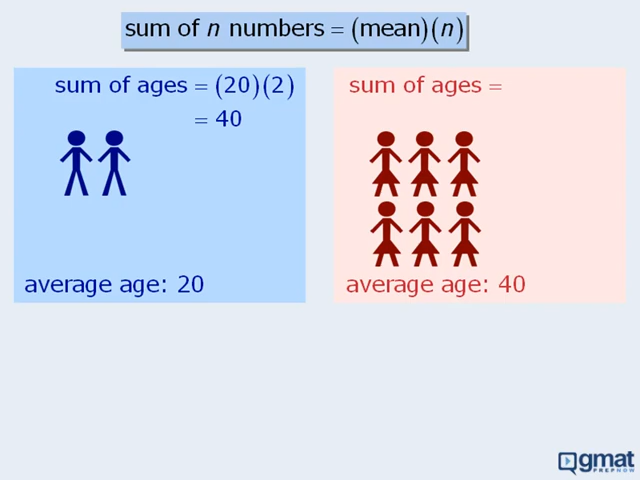 sum of n numbers = (mean)(n)
sum of ages = (20)(2)
= 40
average age: 20
sum of ages =
average age: 40
gmat
PREPNOW